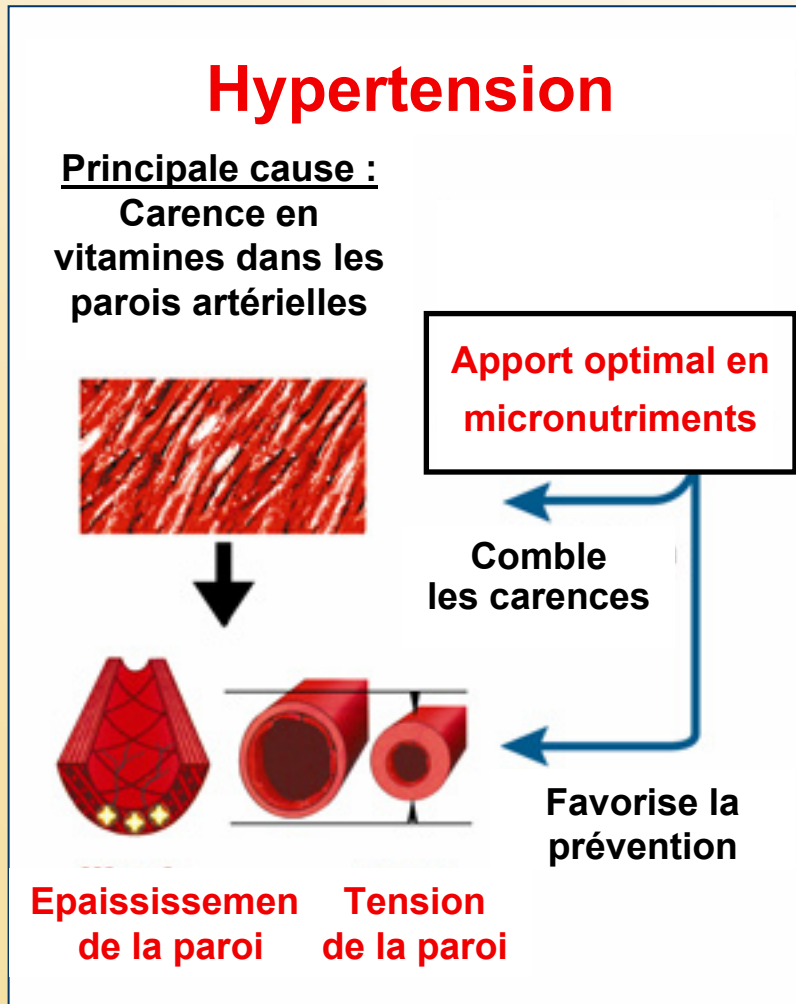 Hypertension
Principale cause :
Carence en
vitamines dans les
parois artérielles
Apport optimal en
micronutriments
Comble
les carences
Favorise la
prévention
Epaississemen
de la paroi
Tension
de la paroi